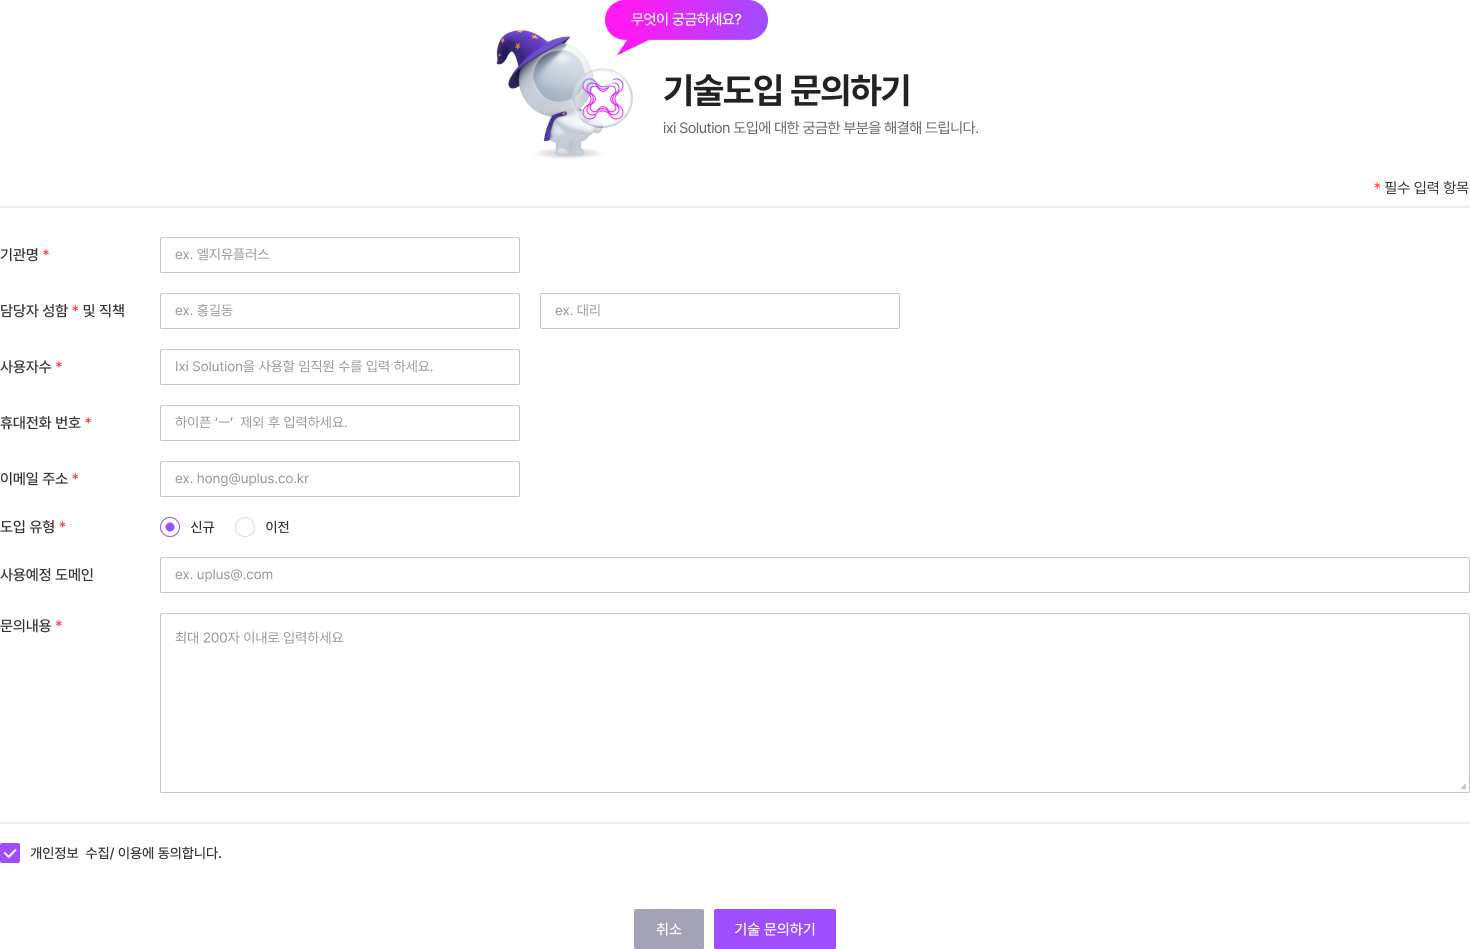 무엇이 궁금하세요?
기술도입 문의하기
ixi Solution 도입에 대한 궁금한 부분을 해결해 드립니다.
* 필수 입력 항목
기관명 *
ex. 엘지유플러스
담당자 성함 * 및 직책
ex. 홍길동
ex. 대리
사용자수 *
Ixi Solution을 사용할 임직원 수를 입력 하세요.
휴대전화 번호 *
하이픈 ‘ㅡ’ 제외 후 입력하세요.
이메일 주소 *
ex. hong@uplus.co.kr
도입 유형 *
신규
이전
사용예정 도메인
ex. uplus@.com
문의내용 *
최대 200자 이내로 입력하세요
개인정보 수집/ 이용에 동의합니다.
취소
기술 문의하기